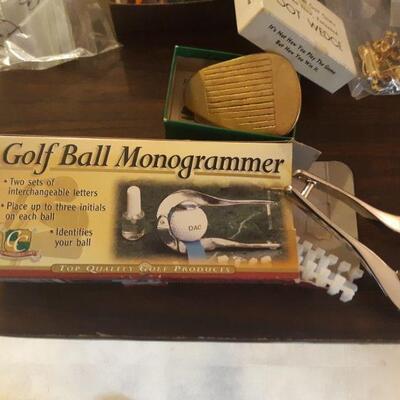 It's Not How You Play The Game
But How You Win It.
Golf Ball Monogrammer
• Two sets of
interchangeable letters
• Place up to three initials
on each ball
• Identifies
your ball
DAC
TOP QUALITY GOLF PRODUCTS